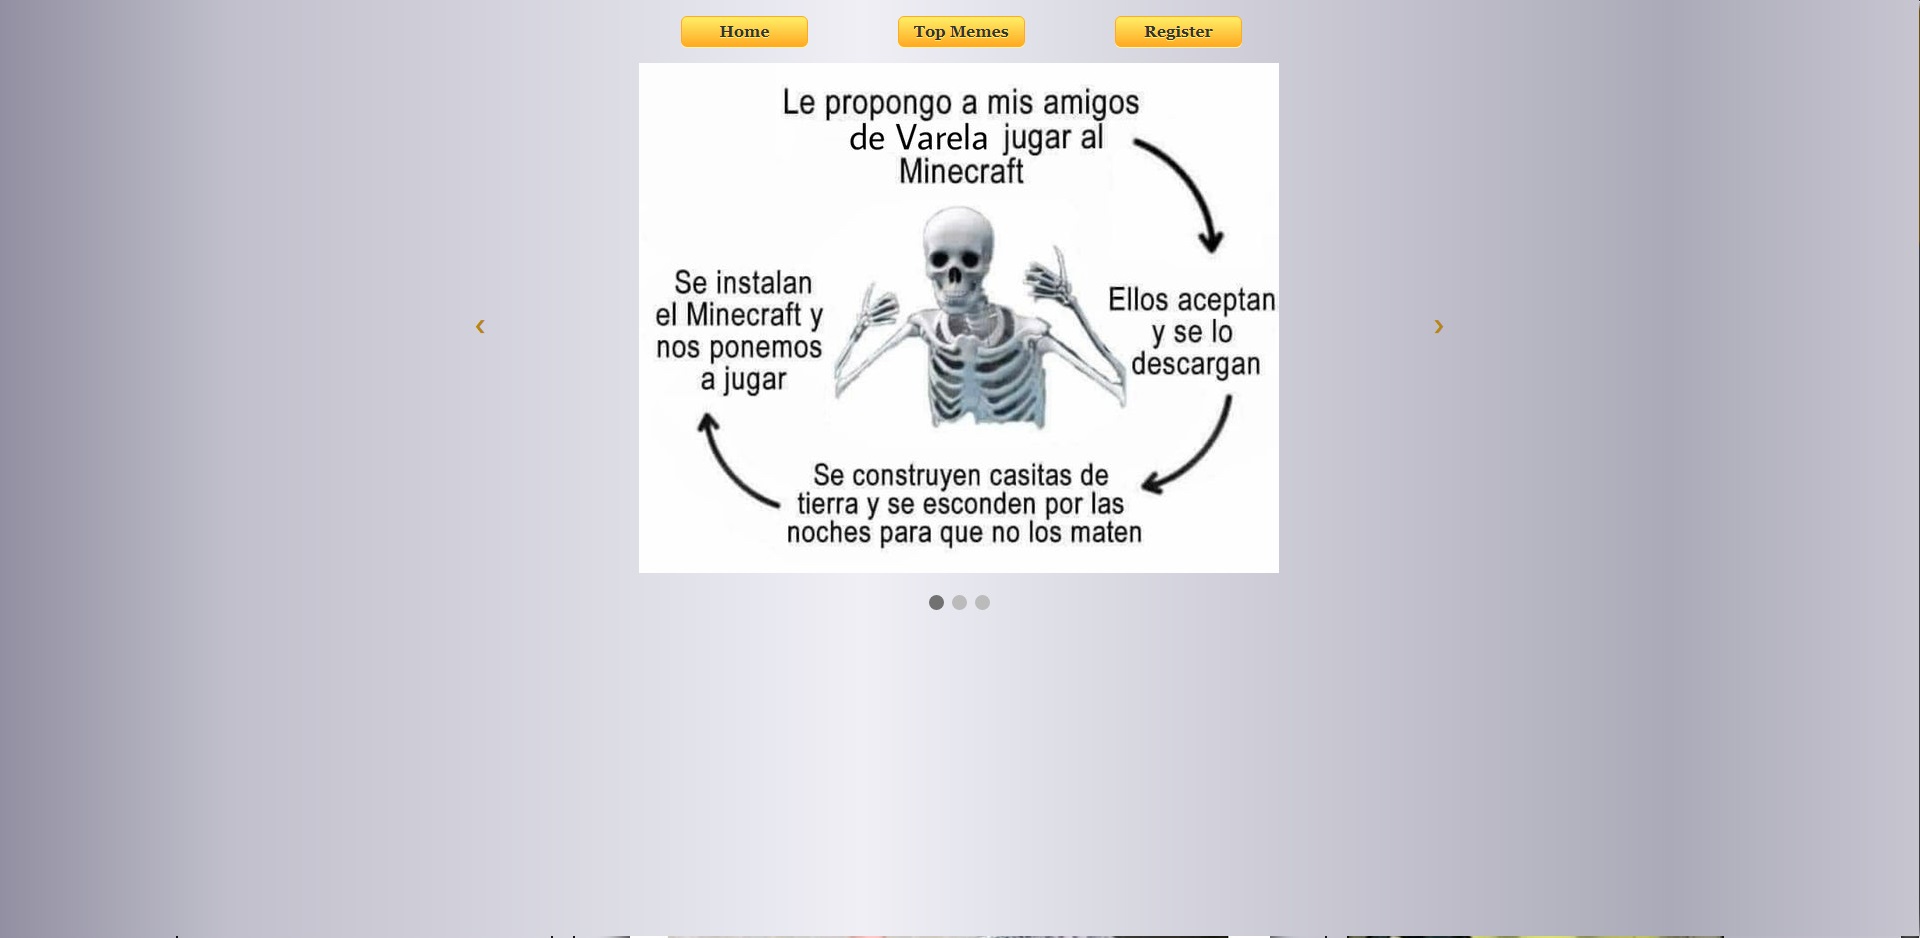 Home
Top Memes
Register
Le propongo a mis amigos
de Varela jugar al
Minecraft
Ellos aceptan
y se lo
descargan
Se construyen casitas de
tierra y se esconden por las
noches para que no los maten
Se instalan
el Minecraft y
nos ponemos
a jugar